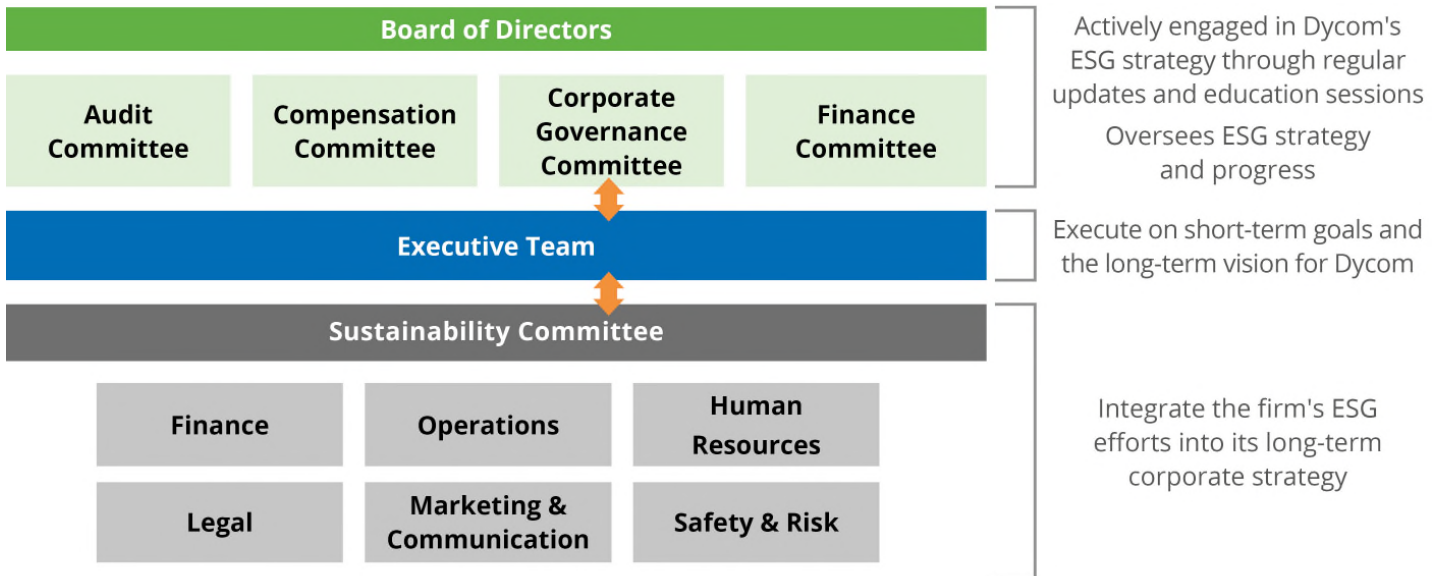 Board of Directors
Audit
Committee
Compensation
Committee
Corporate
Governance
Committee
Finance
Committee
Actively engaged in Dycom's
ESG strategy through regular
updates and education sessions
Oversees ESG strategy
and progress
Executive Team
Execute on short-term goals and
the long-term vision for Dycom
Sustainability Committee
Finance
Operations
Human
Resources
Legal
Marketing &
Communication
Safety & Risk
Integrate the firm's ESG
efforts into its long-term
corporate strategy